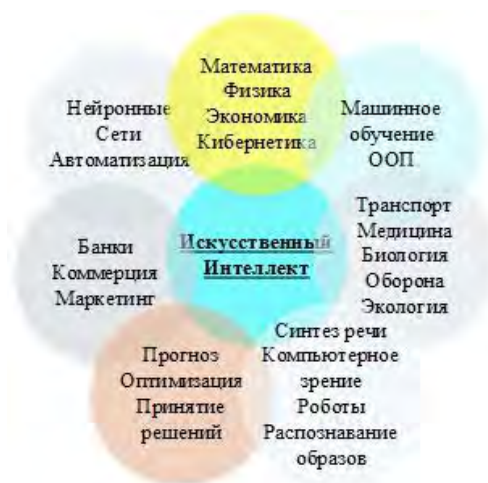 Математика
Физика
Экономика
Кибернетика
Нейронные
Сети
Автоматизация
Машинное
обучение
ООП
Банки
Коммерция
Маркетинг
Искусственный
Интеллект
Транспорт
Медицина
Биология
Оборона
Экология
Прогноз
Оптимизация
Принятие
решений
Синтез речи
Компьютерное
зрение
Роботы
Распознавание
образов